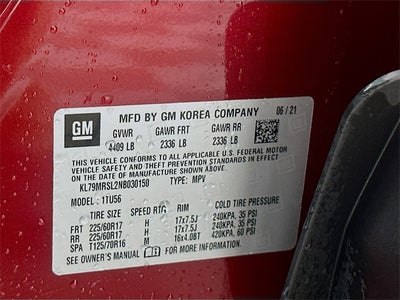 GM
MFD BY GM KOREA COMPANY 06/21
GVWR GAWR FRT GAWR RR
4409 LB 2336 LB 2336 LB
THIS VEHICLE CONFORMS TO ALL APPLICABLE U.S. FEDERAL MOTOR
VEHICLE SAFETY AND THEFT PREVENTION STANDARDS IN EFFECT
ON THE DATE OF MANUFACTURE SHOWN ABOVE.
KL79MRSL2NB030150 TYPE: MPV
MODEL: 1TU56
TIRE SIZE SPEED RTG RIM COLD TIRE PRESSURE
FRT 225/60R17 H 17x7.5J 240KPA, 35 PSI
RR 225/60R17 H 17x7.5J 240KPA, 35 PSI
SPA T125/70R16 M 16x4.0BT 420KPA, 60 PSI
SEE OWNER'S MANUAL FOR MORE INFORMATION.